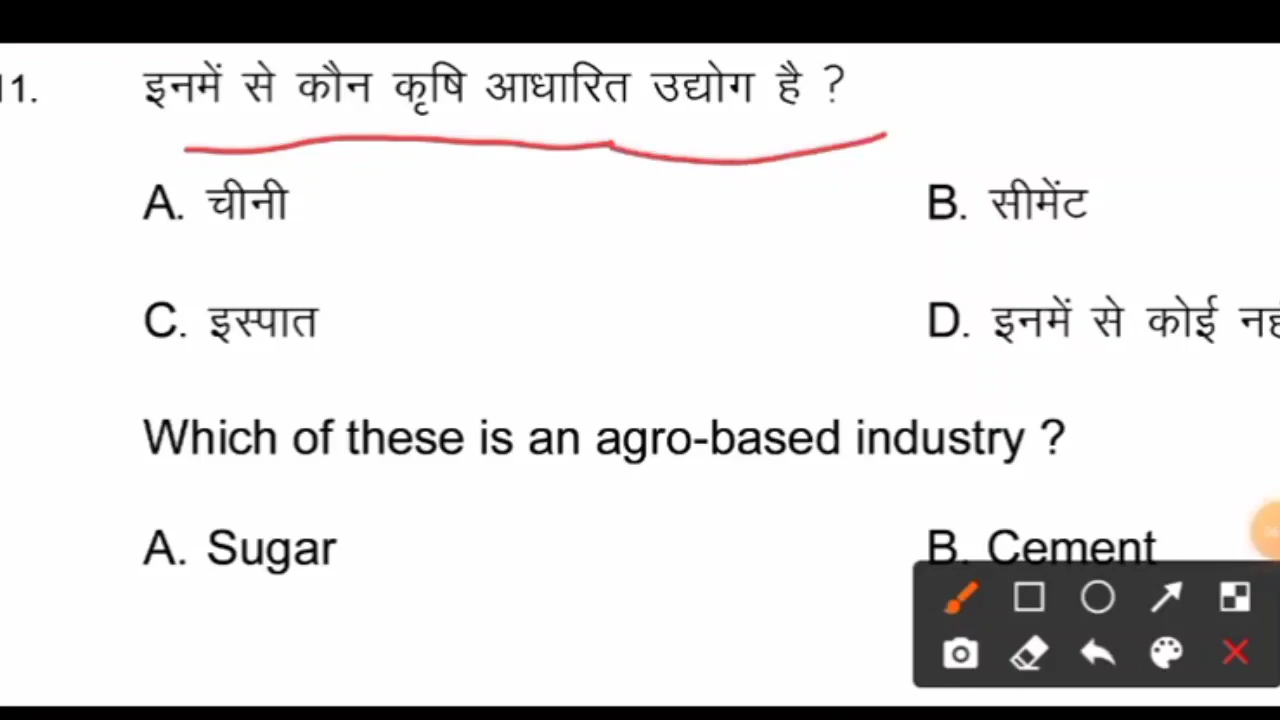 11. इनमें से कौन कृषि आधारित उद्योग है ?
A. चीनी B. सीमेंट
C. इस्पात D. इनमें से कोई
Which of these is an agro-based industry ?
A. Sugar B. Cement